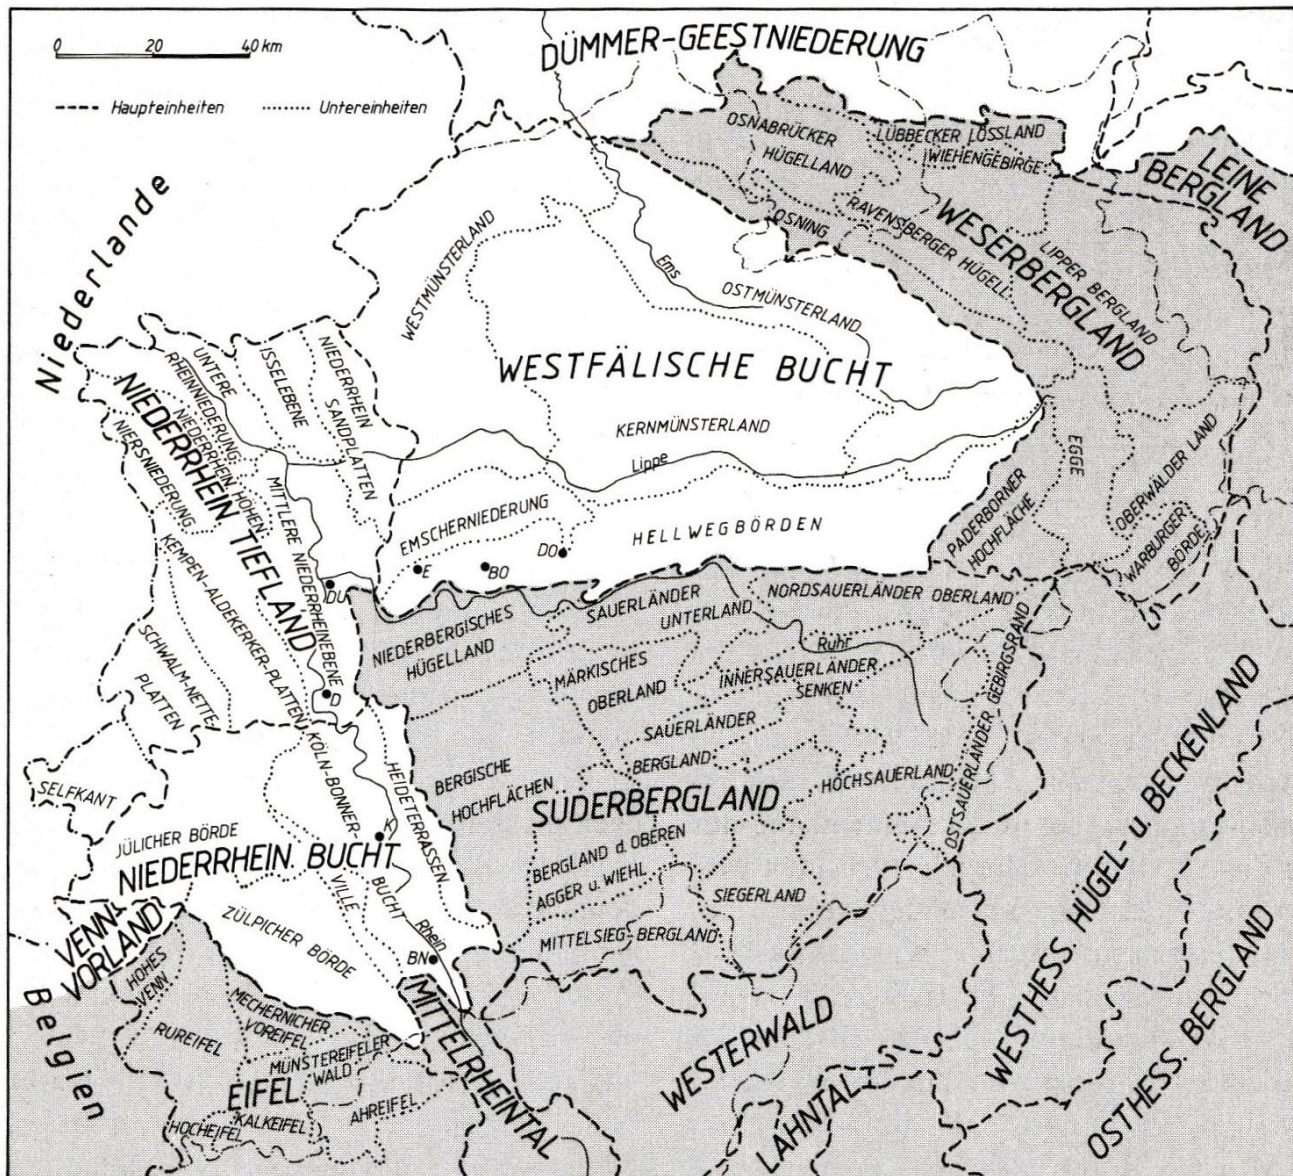 DÜMMER-GEESTNIEDERUNG
0 20 40 km
Haupteinheiten
Untereinheiten
OSNABRÜCKER
HÜGELLAND
LÜBBECKER LÖSSLAND
WIEHENGEBIRGE
LEINE
BERGLAND
Niederlande
WESTMÜNSTERLAND
Ems
OSTMÜNSTERLAND
OSNING
RAVENSBERGER HÜGELL.
WESERBERGLAND
LIPPER BERGLAND
WESTFÄLISCHE BUCHT
KERNMÜNSTERLAND
Lippe
EMSCHERNIEDERUNG
HELLWEGBÖRDEN
E
BO
DO
PADERBORNER
HOCHFLÄCHE
EGGE
OBERWÄLDER LAND
WARBURGER
BÖRDE
NIEDERRHEIN. TIEFLAND
UNTERE
RHEINNIEDERUNG
ISSELEBENE
NIEDERRHEIN
SANDPLATTEN
NIEDERRHEIN. HÖHEN
NIERSNIEDERUNG
MITTLERE NIEDERRHEINEBENE
KEMPEN-ALDEKERKER-PLATTEN
SCHWALM-NETTE
PLATTEN
DU
D
NIEDERBERGISCHES
HÜGELLAND
SAUERLÄNDER
UNTERLAND
NORDSAUERLÄNDER OBERLAND
Ruhr
MÄRKISCHES
OBERLAND
INNERSAUERLÄNDER
SENKEN
SAUERLÄNDER
BERGLAND
HOCHSAUERLAND
OSTSAUERLÄNDER GEBIRGSRAND
BERGISCHE
HOCHFLÄCHEN
SÜDERBERGLAND
BERGLAND d. OBEREN
AGGER u. WIEHL
SIEGERLAND
MITTELSIEG-BERGLAND
SELFKANT
JÜLICHER BÖRDE
NIEDERRHEIN. BUCHT
KÖLN-BONNER-
BUCHT
HEIDETERRASSEN
K
VILLE
ZÜLPICHER BÖRDE
Rhein
BN
VENN-
VORLAND
HOHES
VENN
Belgien
RUREIFEL
MECHERNICHER
VOREIFEL
MÜNSTEREIFELER
WALD
EIFEL
HOCHEIFEL
KALKEIFEL
AHREIFEL
MITTELRHEINTAL
WESTERWALD
LAHNTAL
WESTHESS. HÜGEL- u. BECKENLAND
OSTHESS. BERGLAND